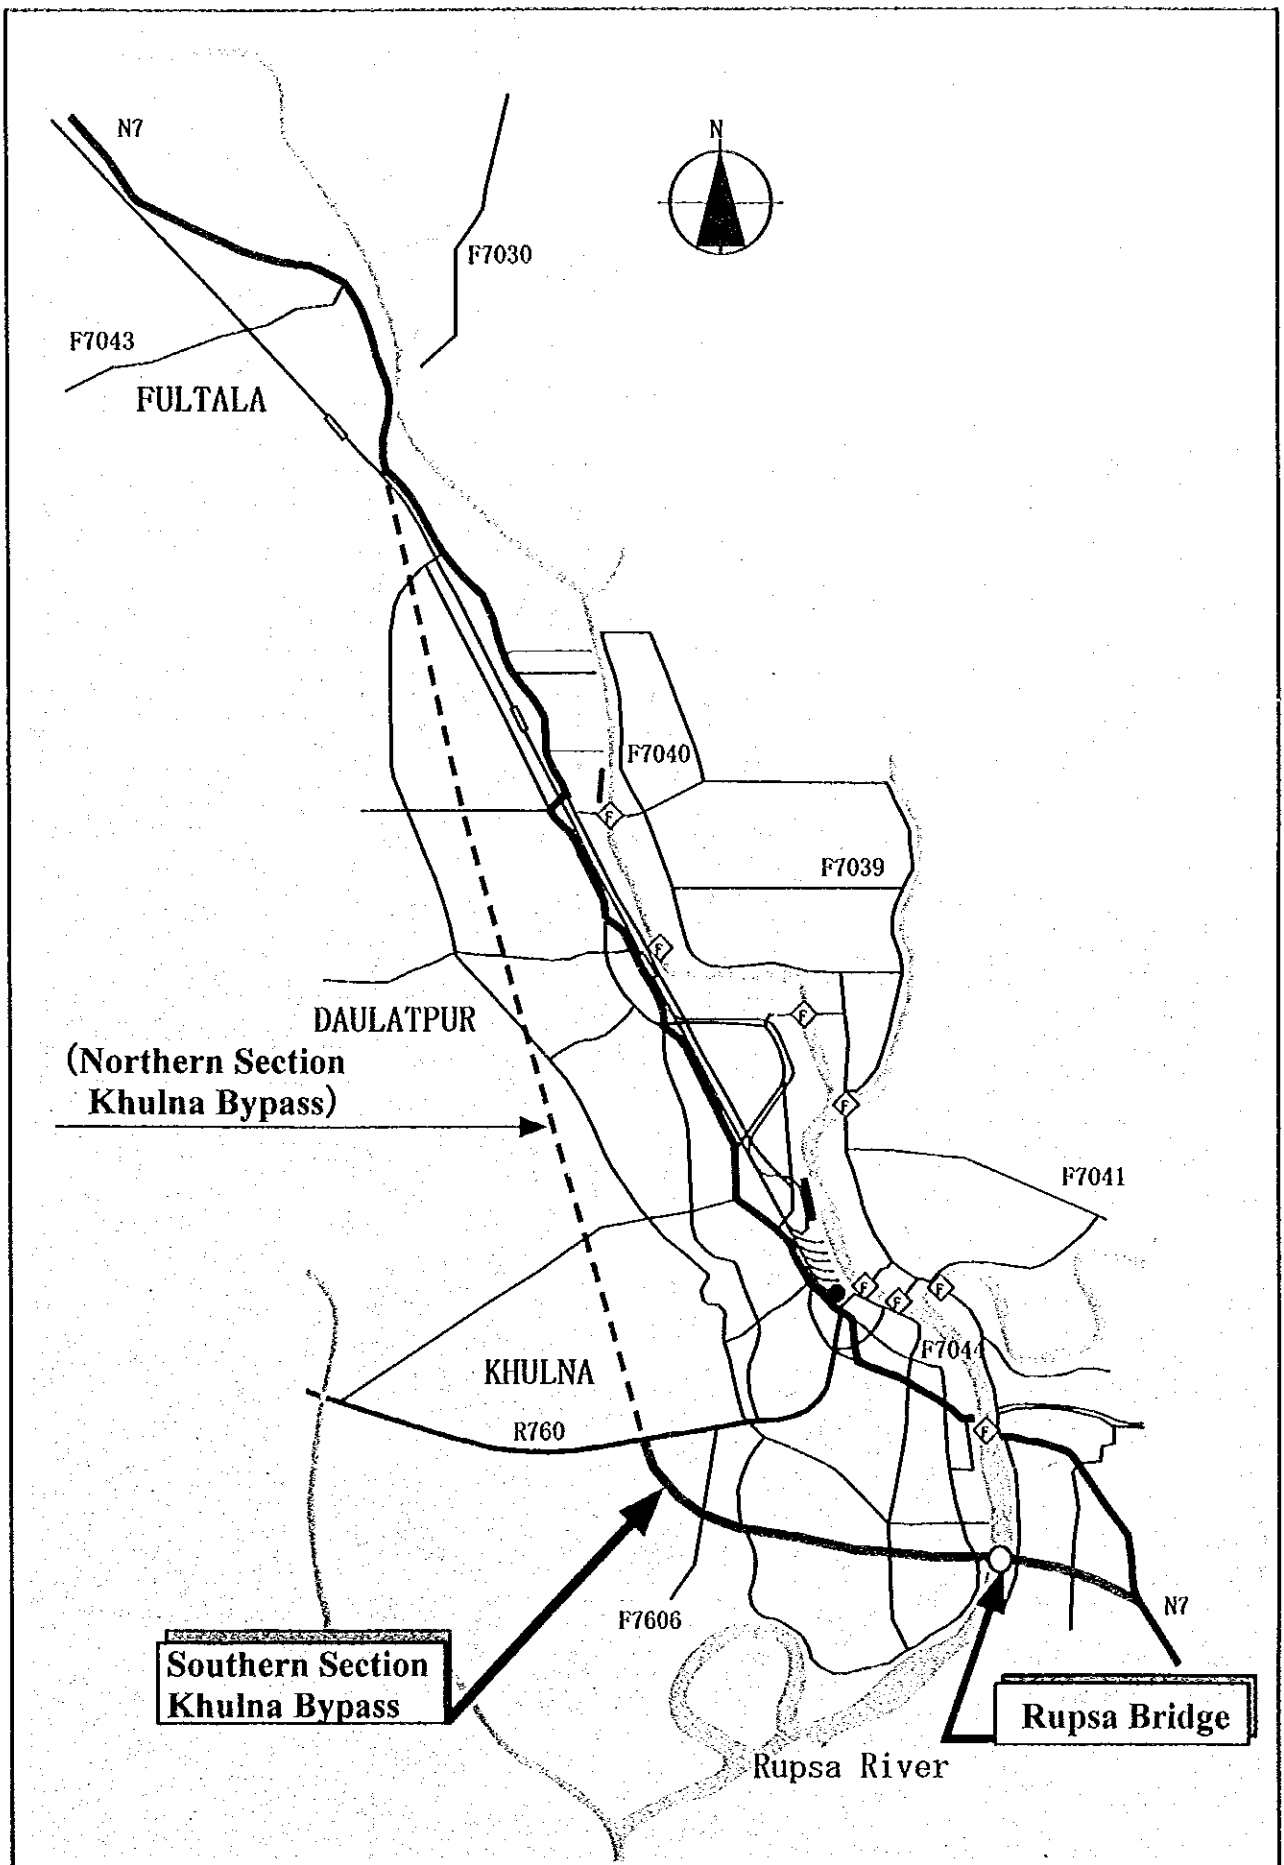 N7
N
F7030
F7043
FULTALA
F7040
F
F7039
F
DAULATPUR
F
(Northern Section
Khulna Bypass)
F
F7041
F
F
F
F7044
KHULNA
R760
F
F7606
N7
Southern Section
Khulna Bypass
Rupsa Bridge
Rupsa River